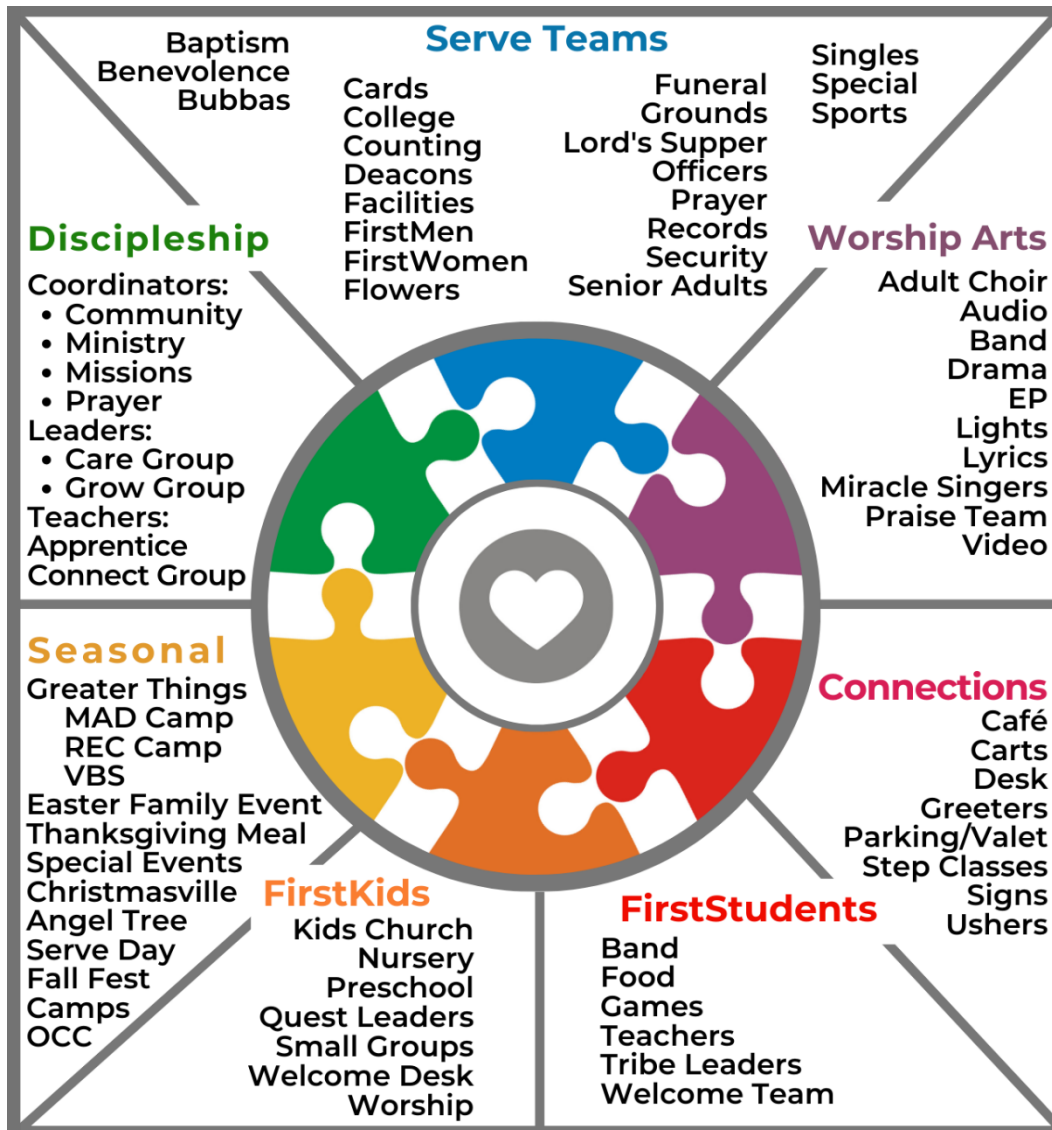 Serve Teams
Baptism
Benevolence
Bubbas
Cards
College
Counting
Deacons
Facilities
FirstMen
FirstWomen
Flowers
Funeral
Grounds
Lord's Supper
Officers
Prayer
Records
Security
Senior Adults
Singles
Special
Sports
Discipleship
Coordinators:
• Community
• Ministry
• Missions
• Prayer
Leaders:
• Care Group
• Grow Group
Teachers:
Apprentice
Connect Group
Worship Arts
Adult Choir
Audio
Band
Drama
EP
Lights
Lyrics
Miracle Singers
Praise Team
Video
Seasonal
Greater Things
MAD Camp
REC Camp
VBS
Easter Family Event
Thanksgiving Meal
Special Events
Christmasville
Angel Tree
Serve Day
Fall Fest
Camps
OCC
Connections
Café
Carts
Desk
Greeters
Parking/Valet
Step Classes
Signs
Ushers
FirstKids
Kids Church
Nursery
Preschool
Quest Leaders
Small Groups
Welcome Desk
Worship
FirstStudents
Band
Food
Games
Teachers
Tribe Leaders
Welcome Team